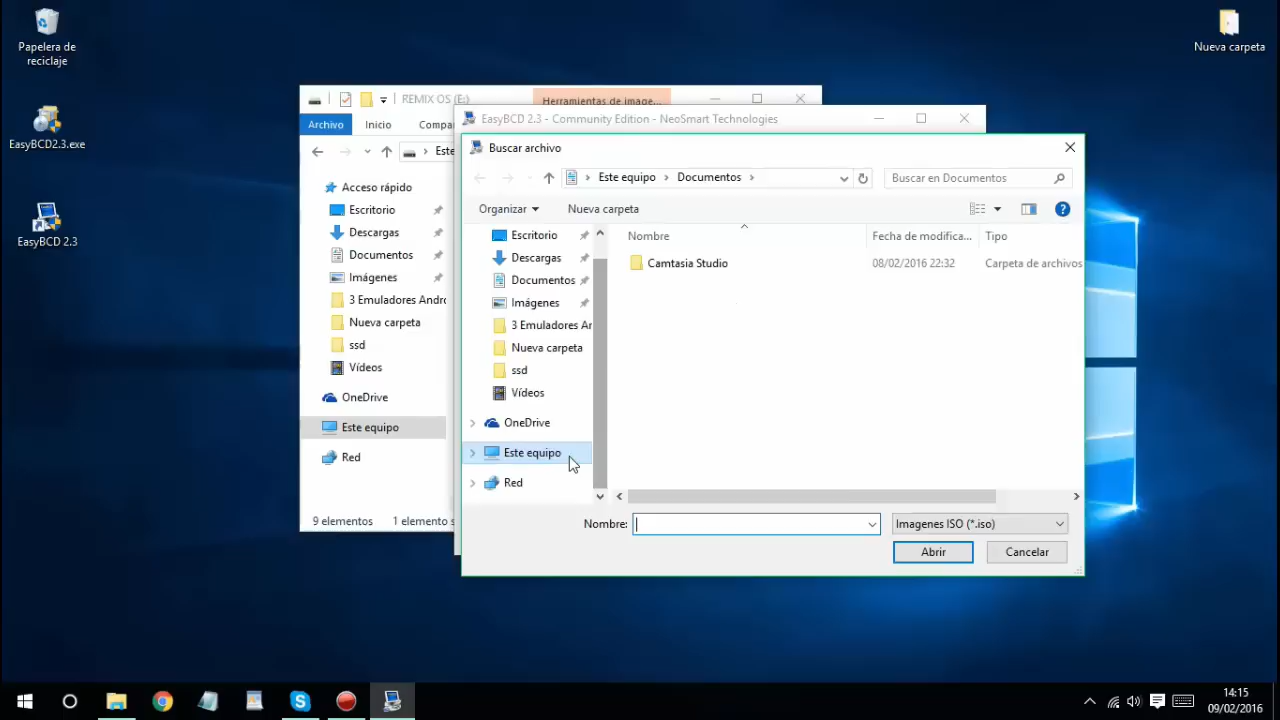 Papelera de
reciclaje
EasyBCD2.3.exe
EasyBCD 2.3
Nueva carpeta
REMIX OS (E:)
Herramientas de image...
Archivo
Inicio
Compa
Este
Acceso rápido
Escritorio
Descargas
Documentos
Imágenes
3 Emuladores Andro
Nueva carpeta
ssd
Vídeos
OneDrive
Este equipo
Red
9 elementos
1 elemento s
EasyBCD 2.3 - Community Edition - NeoSmart Technologies
Buscar archivo
Este equipo
Documentos
Buscar en Documentos
Organizar
Nueva carpeta
Escritorio
Descargas
Documentos
Imágenes
3 Emuladores Ar
Nueva carpeta
ssd
Vídeos
OneDrive
Este equipo
Red
Nombre
Fecha de modifica...
Tipo
Camtasia Studio
08/02/2016 22:32
Carpeta de archivos
Nombre:
Imagenes ISO (*.iso)
Abrir
Cancelar
14:15
09/02/2016